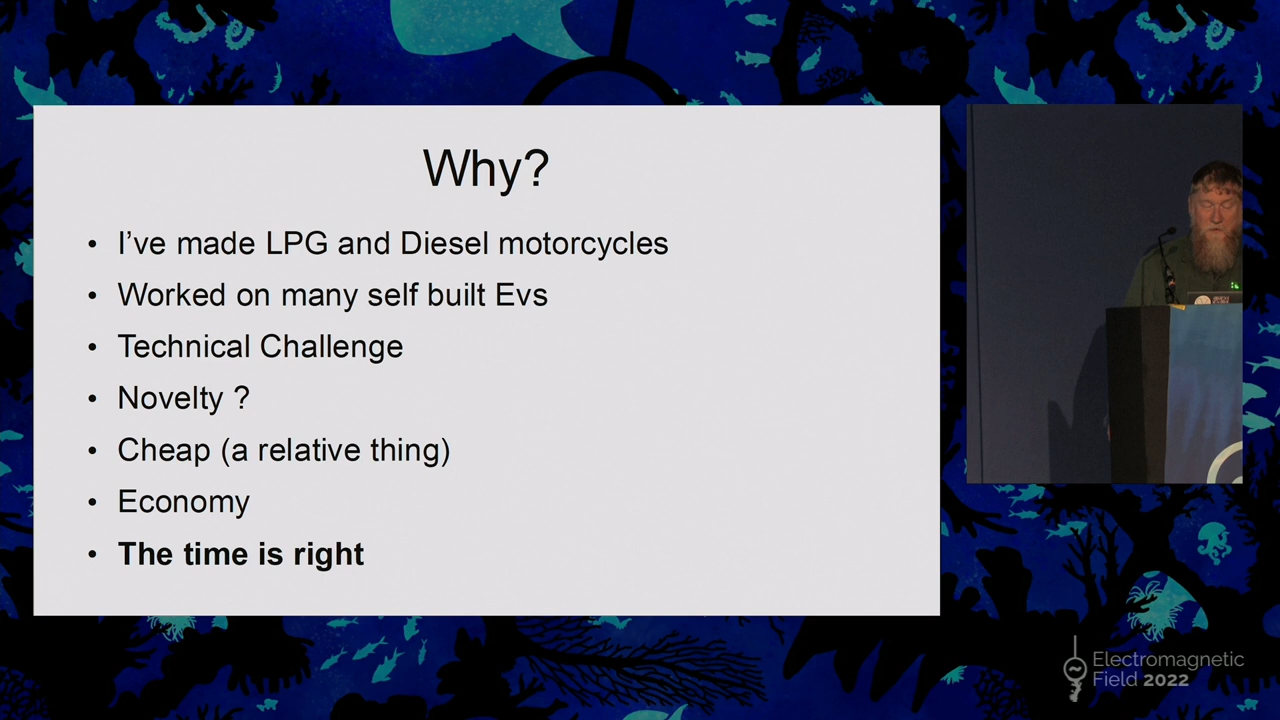 Why?
• I've made LPG and Diesel motorcycles
• Worked on many self built Evs
• Technical Challenge
• Novelty ?
• Cheap (a relative thing)
• Economy
• The time is right
Electromagnetic
Field 2022